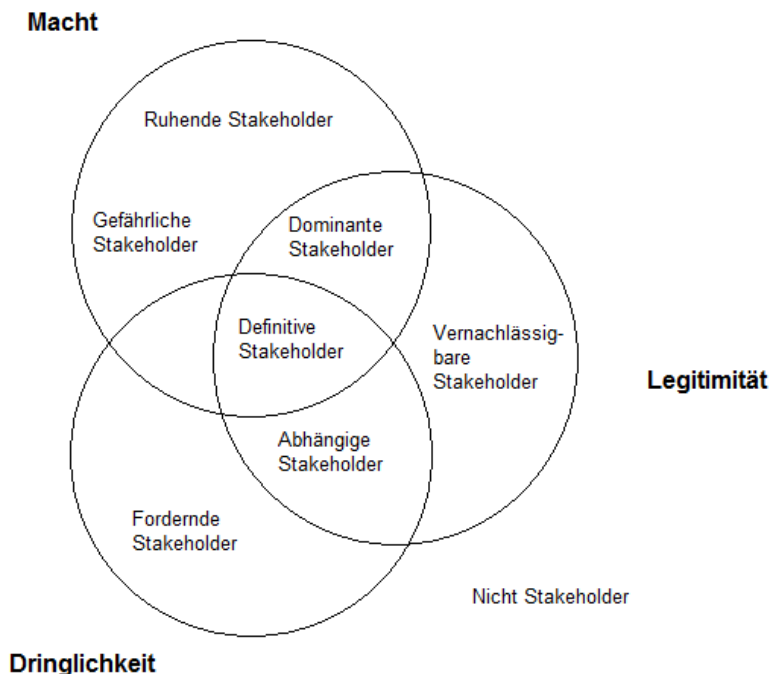 Macht
Ruhende Stakeholder
Gefährliche
Stakeholder
Dominante
Stakeholder
Definitive
Stakeholder
Vernachlässig-
bare
Stakeholder
Legitimität
Abhängige
Stakeholder
Fordernde
Stakeholder
Nicht Stakeholder
Dringlichkeit